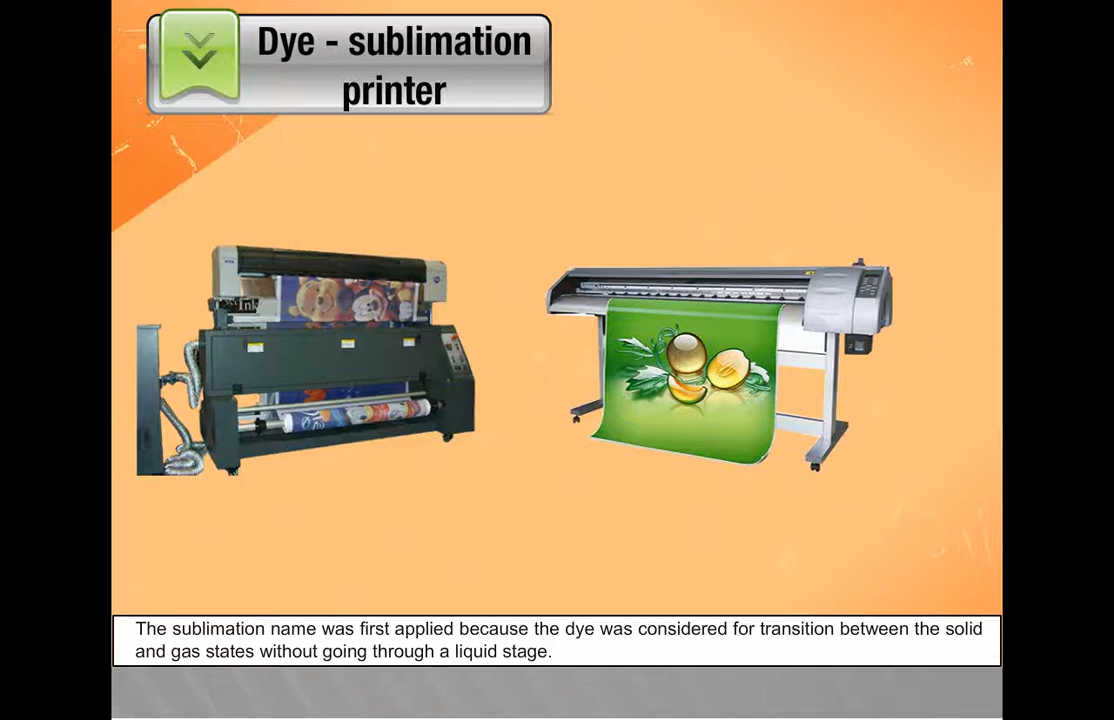 Dye - sublimation
printer
Ink
The sublimation name was first applied because the dye was considered for transition between the solid
and gas states without going through a liquid stage.